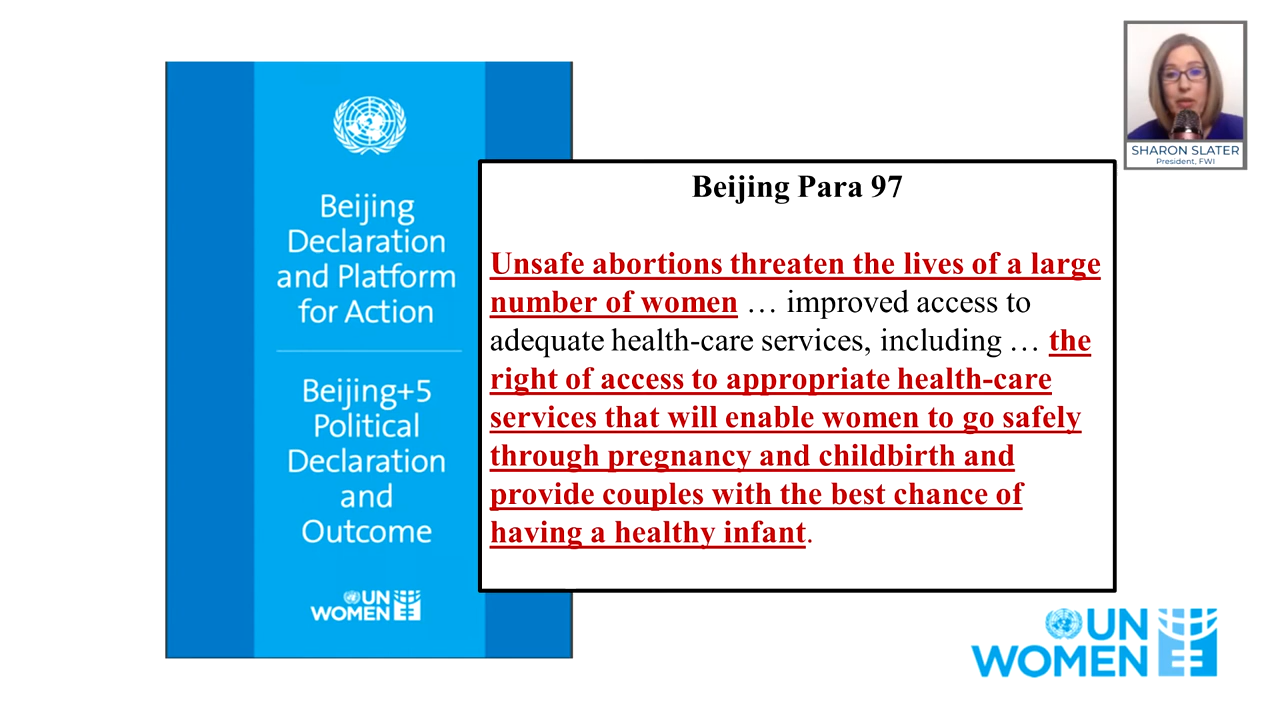 Beijing
Declaration
and Platform
for Action
Beijing+5
Political
Declaration
and
Outcome
UN
WOMEN
SHARON SLATER
President, FWI
Beijing Para 97
Unsafe abortions threaten the lives of a large
number of women … improved access to
adequate health-care services, including … the
right of access to appropriate health-care
services that will enable women to go safely
through pregnancy and childbirth and
provide couples with the best chance of
having a healthy infant.
UN
WOMEN